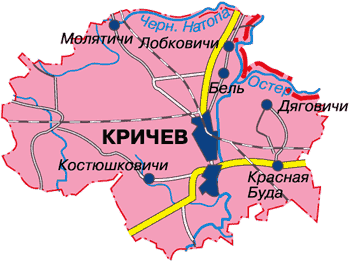 Черн. Натопа
Молятичи
Лобковичи
Бель
Остер
Дяговичи
КРИЧЕВ
Костюшковичи
Красная
Буда